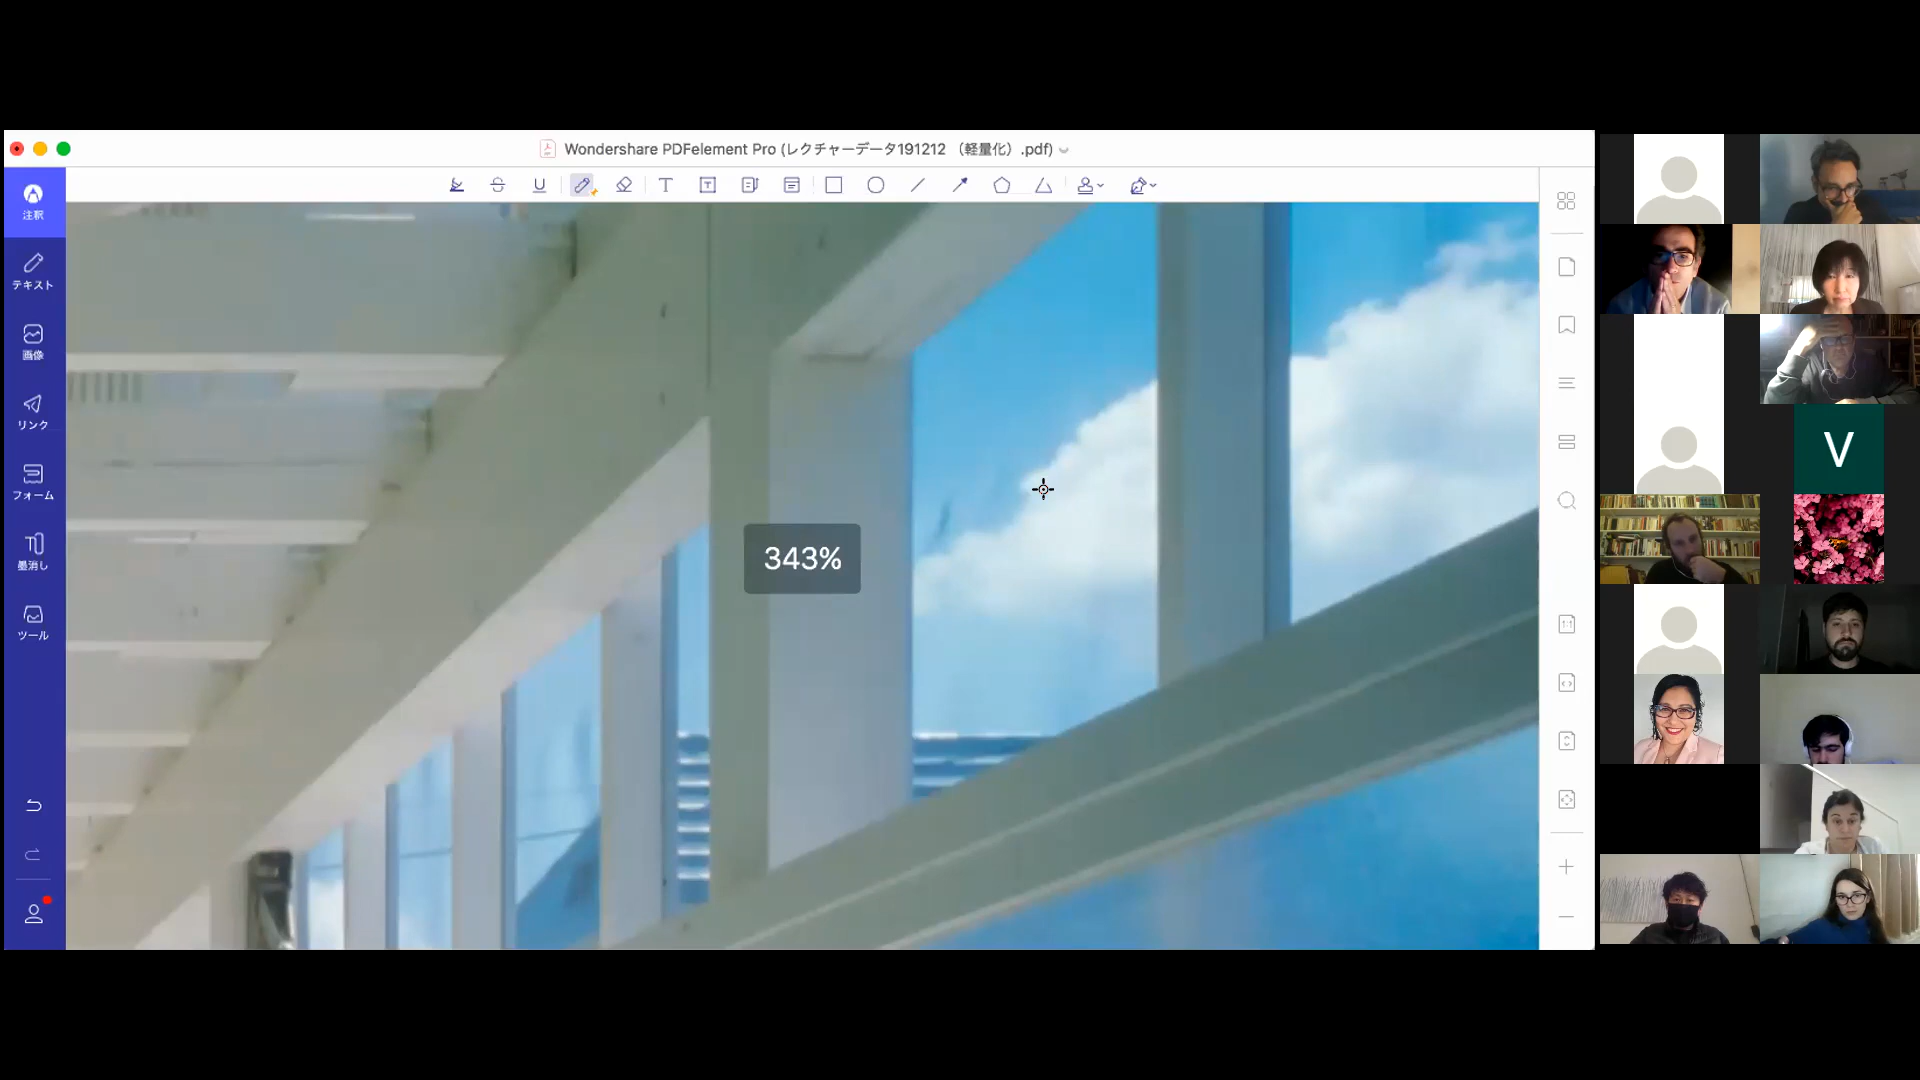 Wondershare PDFelement Pro (レクチャーデータ191212 （軽量化）.pdf)
注釈
テキスト
画像
リンク
フォーム
墨消し
ツール
343%
V